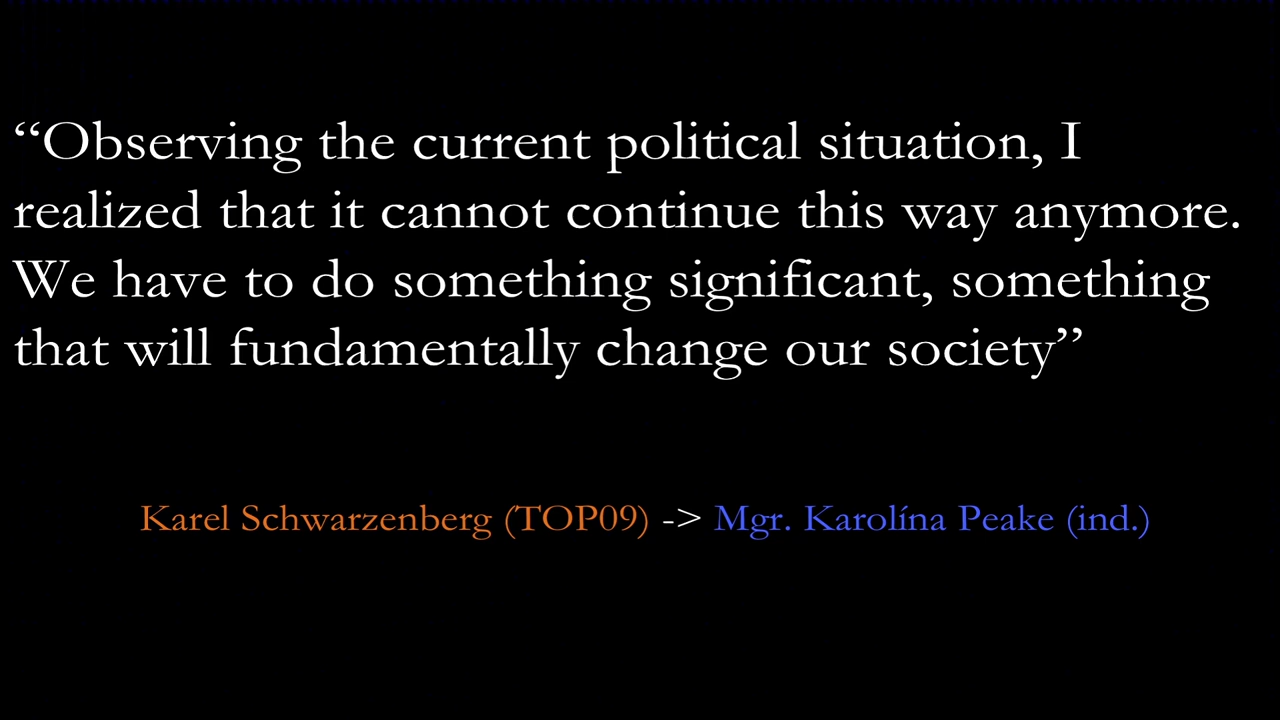 “Observing the current political situation, I
realized that it cannot continue this way anymore.
We have to do something significant, something
that will fundamentally change our society”
Karel Schwarzenberg (TOP09) -> Mgr. Karolína Peake (ind.)